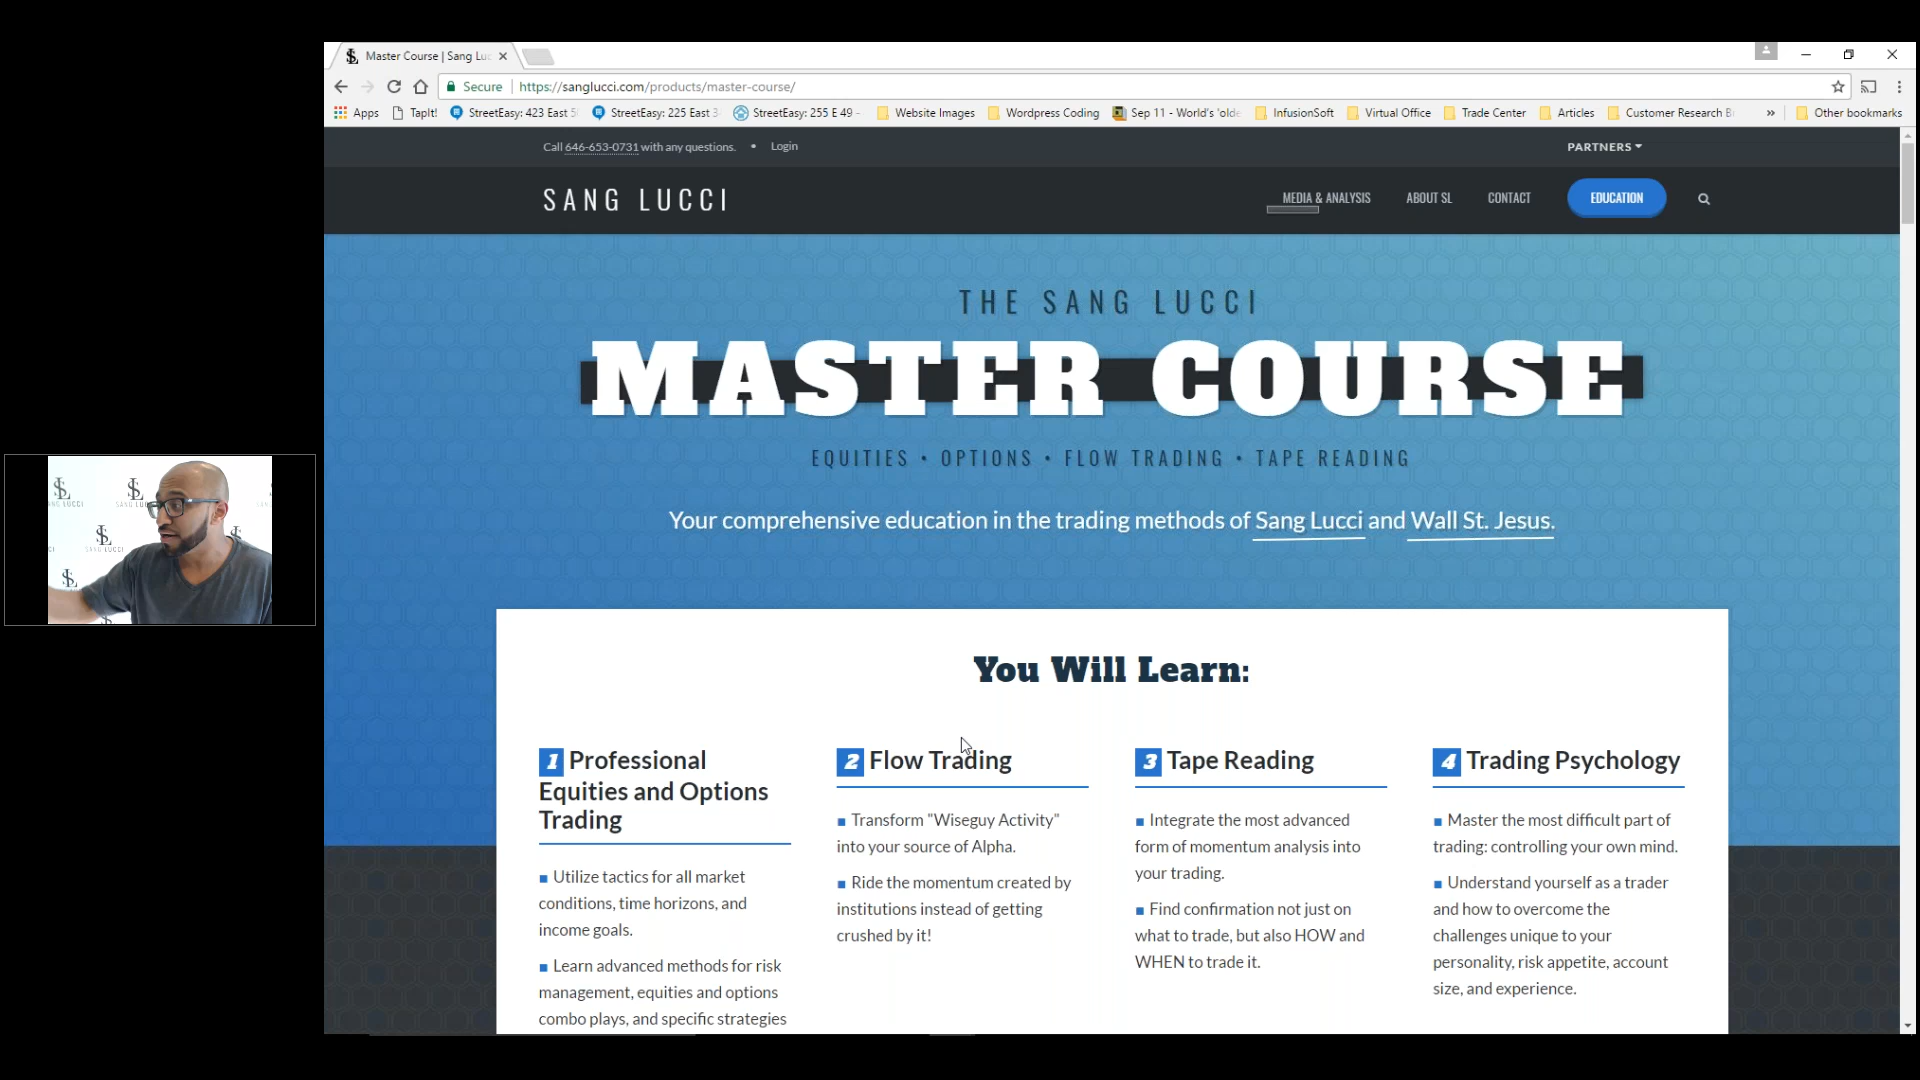 Master Course | Sang Luc
Secure
https://sanglucci.com/products/master-course/
Apps
TapIt!
StreetEasy: 423 East 5
StreetEasy: 225 East 3
StreetEasy: 255 E 49 -
Website Images
Wordpress Coding
Sep 11 - World's 'olde
InfusionSoft
Virtual Office
Trade Center
Articles
Customer Research B
»
Other bookmarks
Call 646-653-0731 with any questions. • Login
PARTNERS
SANG LUCCI
MEDIA & ANALYSIS
ABOUT SL
CONTACT
EDUCATION
THE SANG LUCCI
MASTER COURSE
EQUITIES • OPTIONS • FLOW TRADING • TAPE READING
Your comprehensive education in the trading methods of Sang Lucci and Wall St. Jesus.
You Will Learn:
1 Professional
Equities and Options
Trading
■ Utilize tactics for all market
conditions, time horizons, and
income goals.
■ Learn advanced methods for risk
management, equities and options
combo plays, and specific strategies
2 Flow Trading
■ Transform "Wiseguy Activity"
into your source of Alpha.
■ Ride the momentum created by
institutions instead of getting
crushed by it!
3 Tape Reading
■ Integrate the most advanced
form of momentum analysis into
your trading.
■ Find confirmation not just on
what to trade, but also HOW and
WHEN to trade it.
4 Trading Psychology
■ Master the most difficult part of
trading: controlling your own mind.
■ Understand yourself as a trader
and how to overcome the
challenges unique to your
personality, risk appetite, account
size, and experience.